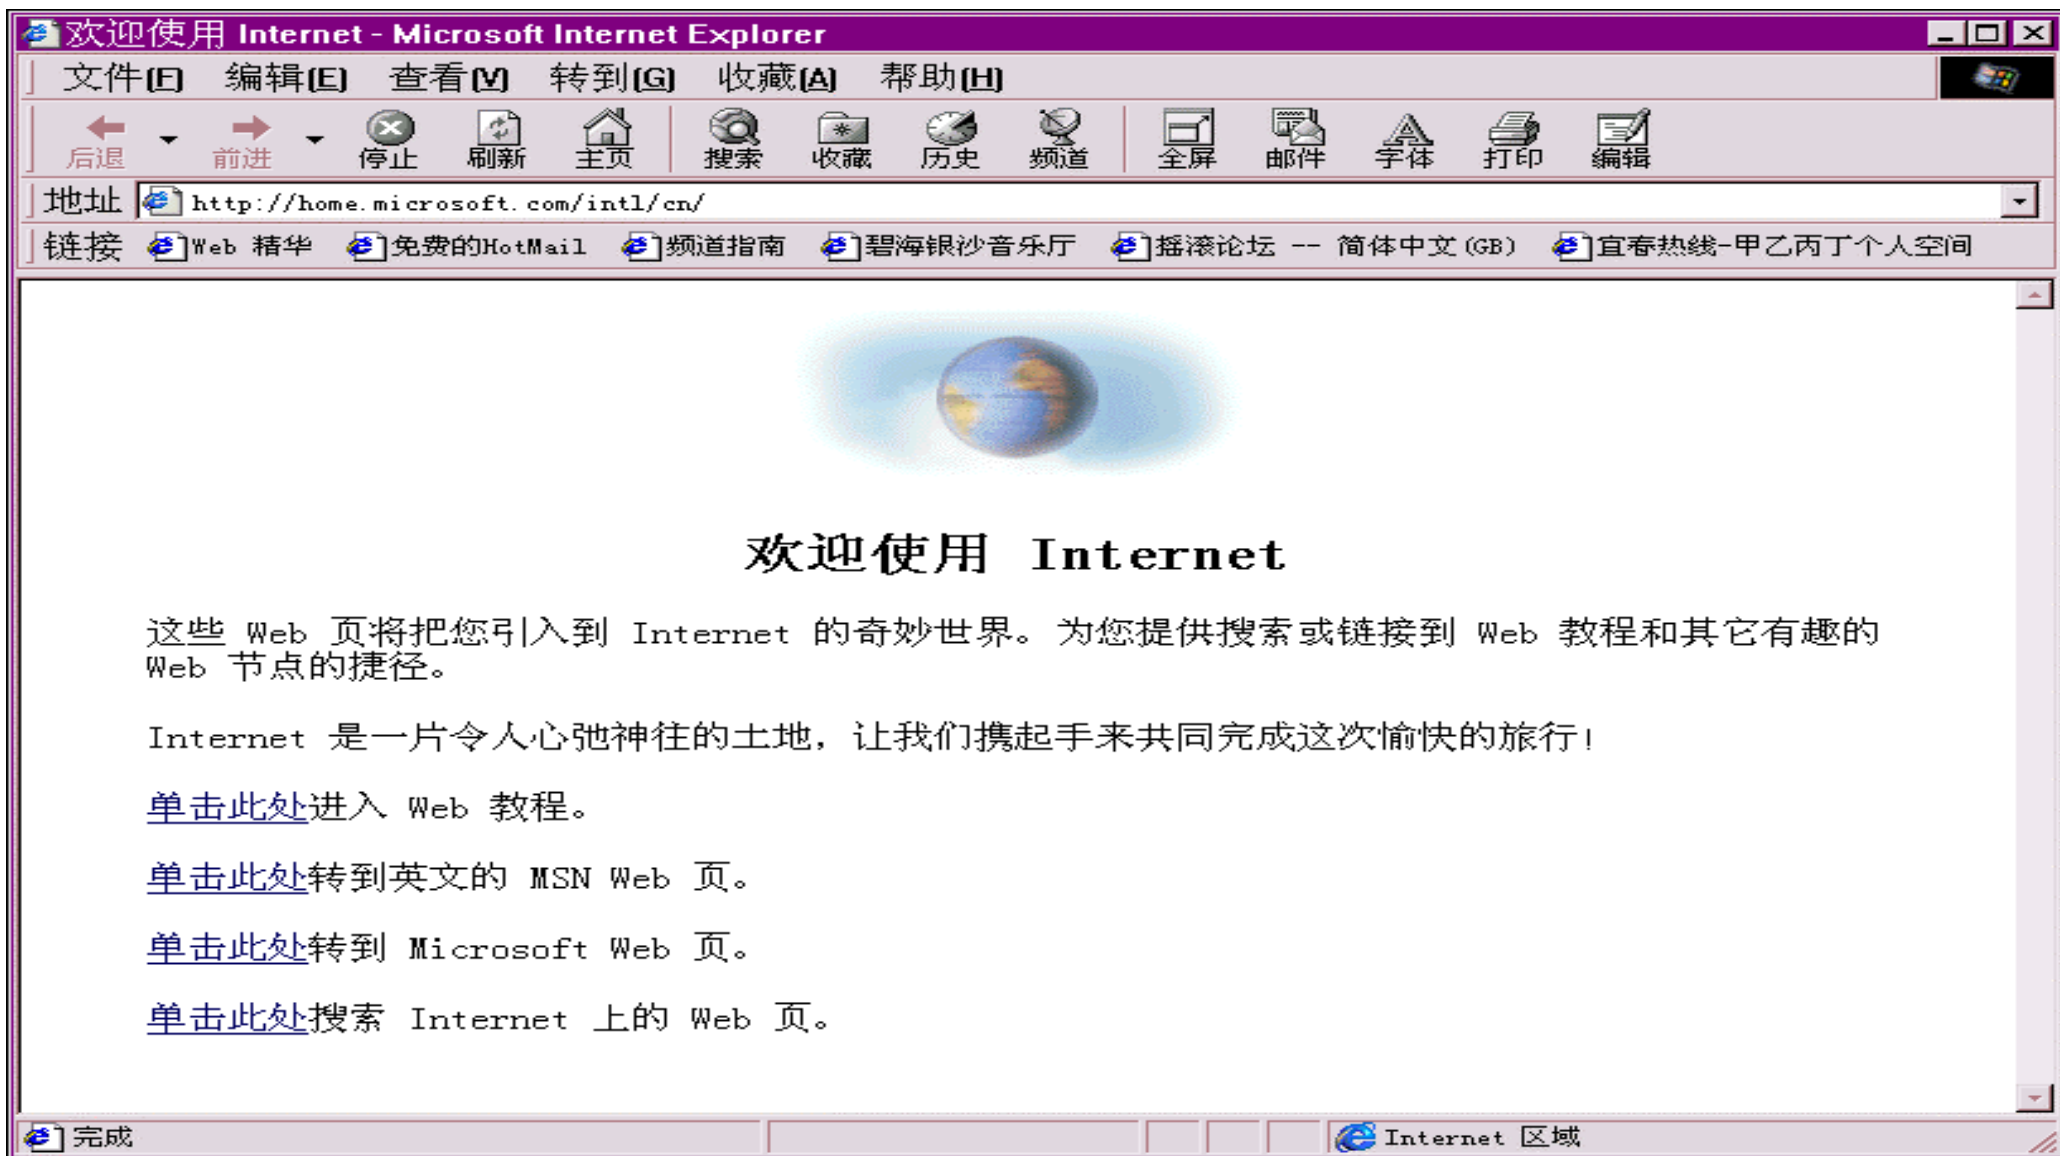 欢迎使用 Internet - Microsoft Internet Explorer
文件(F) 编辑(E) 查看(V) 转到(G) 收藏(A) 帮助(H)
后退 前进 停止 刷新 主页 搜索 收藏 历史 频道 全屏 邮件 字体 打印 编辑
地址 http://home.microsoft.com/intl/cn/
链接 Web 精华 免费的HotMail 频道指南 碧海银沙音乐厅 摇滚论坛 -- 简体中文(GB) 宜春热线-甲乙丙丁个人空间
欢迎使用 Internet
这些 Web 页将把您引入到 Internet 的奇妙世界。为您提供搜索或链接到 Web 教程和其它有趣的
Web 节点的捷径。
Internet 是一片令人心弛神往的土地，让我们携起手来共同完成这次愉快的旅行!
单击此处进入 Web 教程。
单击此处转到英文的 MSN Web 页。
单击此处转到 Microsoft Web 页。
单击此处搜索 Internet 上的 Web 页。
完成 Internet 区域